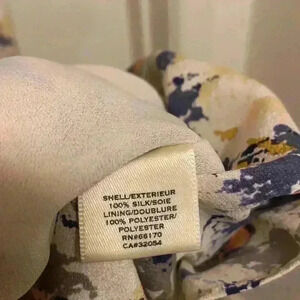 SHELL/EXTERIEUR
100% SILK/SOIE
LINING/DOUBLURE
100% POLYESTER/
POLYESTER
RN#66170
CA#32054